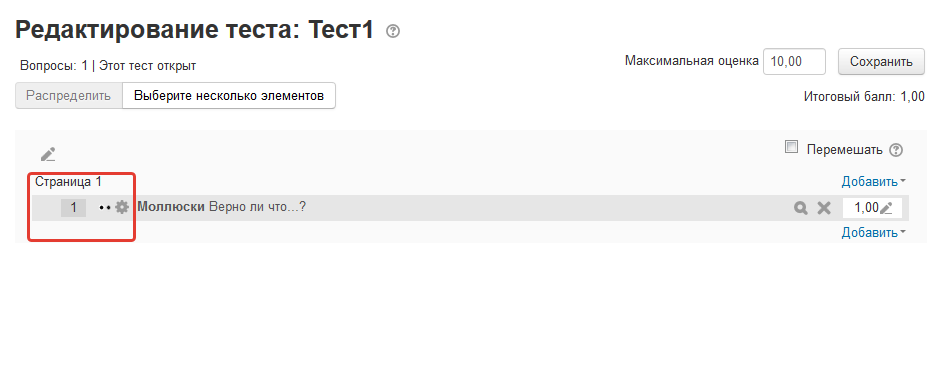 Редактирование теста: Тест1
Вопросы: 1 | Этот тест открыт
Максимальная оценка 10,00 Сохранить
Распределить Выберите несколько элементов
Итоговый балл: 1,00
Перемешать
Страница 1
Добавить
1 Моллюски Верно ли что...? 1,00
Добавить